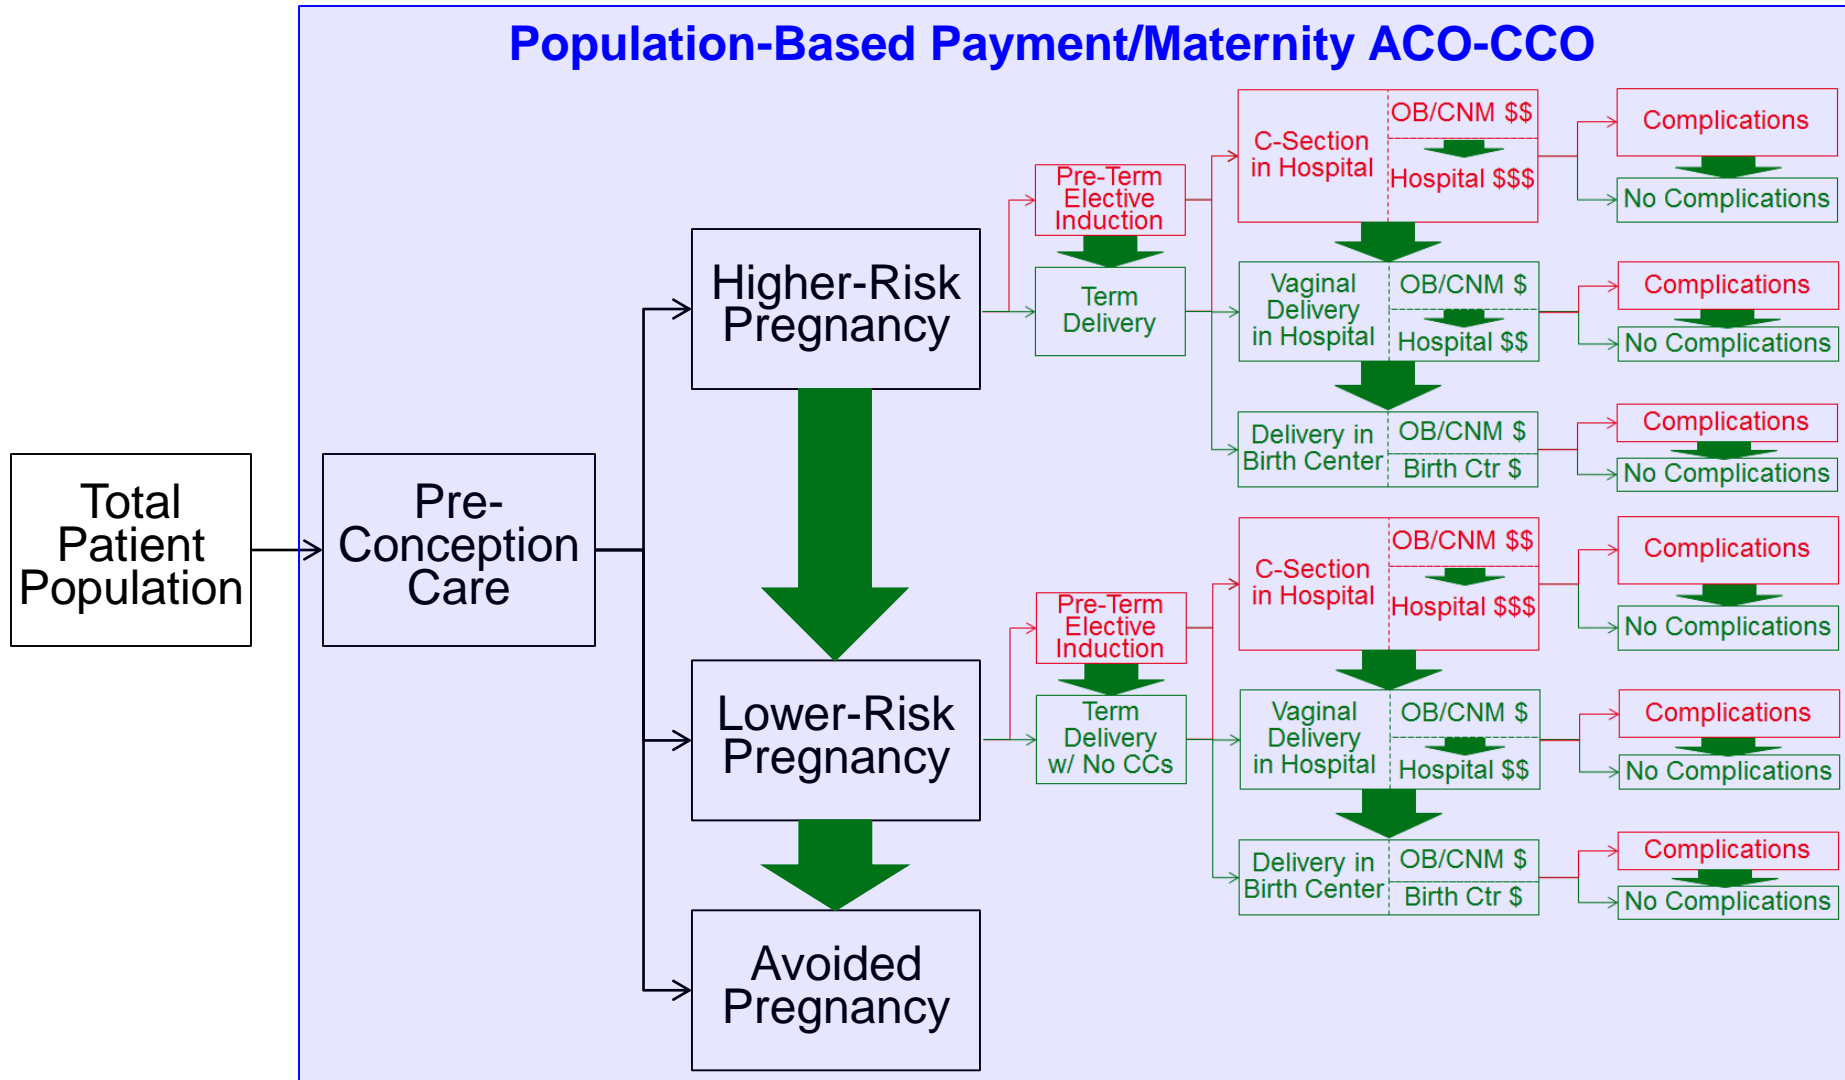 Population-Based Payment/Maternity ACO-CCO
Total
Patient
Population
Pre-
Conception
Care
Higher-Risk
Pregnancy
Lower-Risk
Pregnancy
Avoided
Pregnancy
Pre-Term
Elective
Induction
Term
Delivery
C-Section
in Hospital
OB/CNM $$
Hospital $$$
Complications
No Complications
Vaginal
Delivery
in Hospital
OB/CNM $
Hospital $$
Complications
No Complications
Delivery in
Birth Center
OB/CNM $
Birth Ctr $
Complications
No Complications
Pre-Term
Elective
Induction
Term
Delivery
w/ No CCs
C-Section
in Hospital
OB/CNM $$
Hospital $$$
Complications
No Complications
Vaginal
Delivery
in Hospital
OB/CNM $
Hospital $$
Complications
No Complications
Delivery in
Birth Center
OB/CNM $
Birth Ctr $
Complications
No Complications